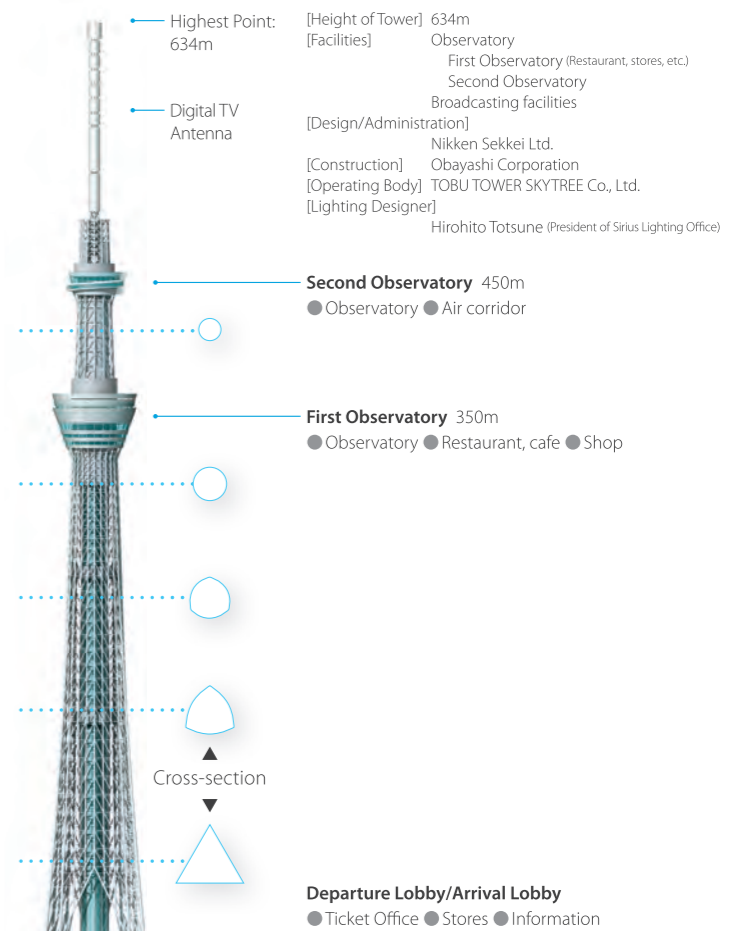 Highest Point:
634m
Digital TV
Antenna
[Height of Tower] 634m
[Facilities] Observatory
First Observatory (Restaurant, stores, etc.)
Second Observatory
Broadcasting facilities
[Design/Administration]
Nikken Sekkei Ltd.
[Construction] Obayashi Corporation
[Operating Body] TOBU TOWER SKYTREE Co., Ltd.
[Lighting Designer]
Hirohito Totsune (President of Sirius Lighting Office)
Second Observatory 450m
● Observatory ● Air corridor
First Observatory 350m
● Observatory ● Restaurant, cafe ● Shop
▲
Cross-section
▼
Departure Lobby/Arrival Lobby
● Ticket Office ● Stores ● Information